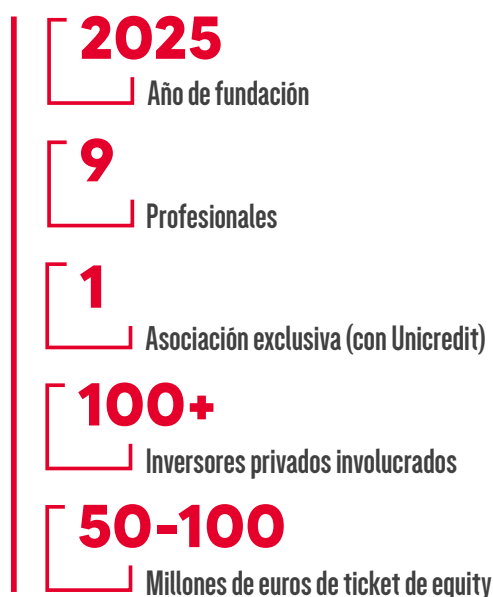 2025
Año de fundación
9
Profesionales
1
Asociación exclusiva (con Unicredit)
100+
Inversores privados involucrados
50-100
Millones de euros de ticket de equity